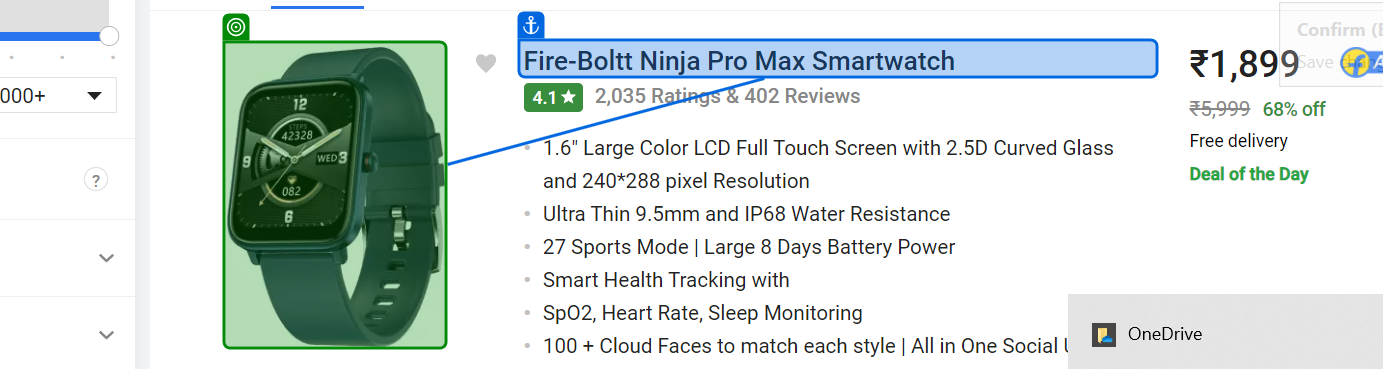 Confirm (E
Save
Fire-Boltt Ninja Pro Max Smartwatch
₹1,899
000+
4.1★ 2,035 Ratings & 402 Reviews
₹5,999 68% off
Free delivery
Deal of the Day
12
STEPS
42328
WED 3
082
6
?
• 1.6" Large Color LCD Full Touch Screen with 2.5D Curved Glass
and 240*288 pixel Resolution
• Ultra Thin 9.5mm and IP68 Water Resistance
• 27 Sports Mode | Large 8 Days Battery Power
• Smart Health Tracking with
• SpO2, Heart Rate, Sleep Monitoring
• 100 + Cloud Faces to match each style | All in One Social
OneDrive